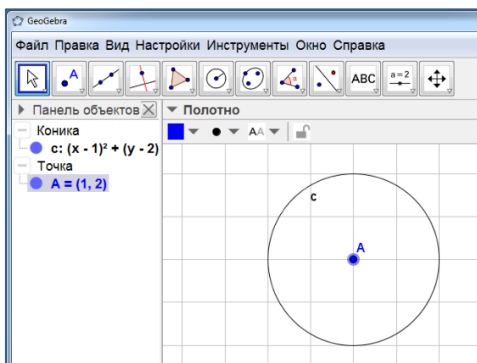 GeoGebra
Файл Правка Вид Настройки Инструменты Окно Справка
A
ABC
a=2
Панель объектов
Полотно
Коника
c: (x - 1)² + (y - 2)
Точка
A = (1, 2)
AA
c
A